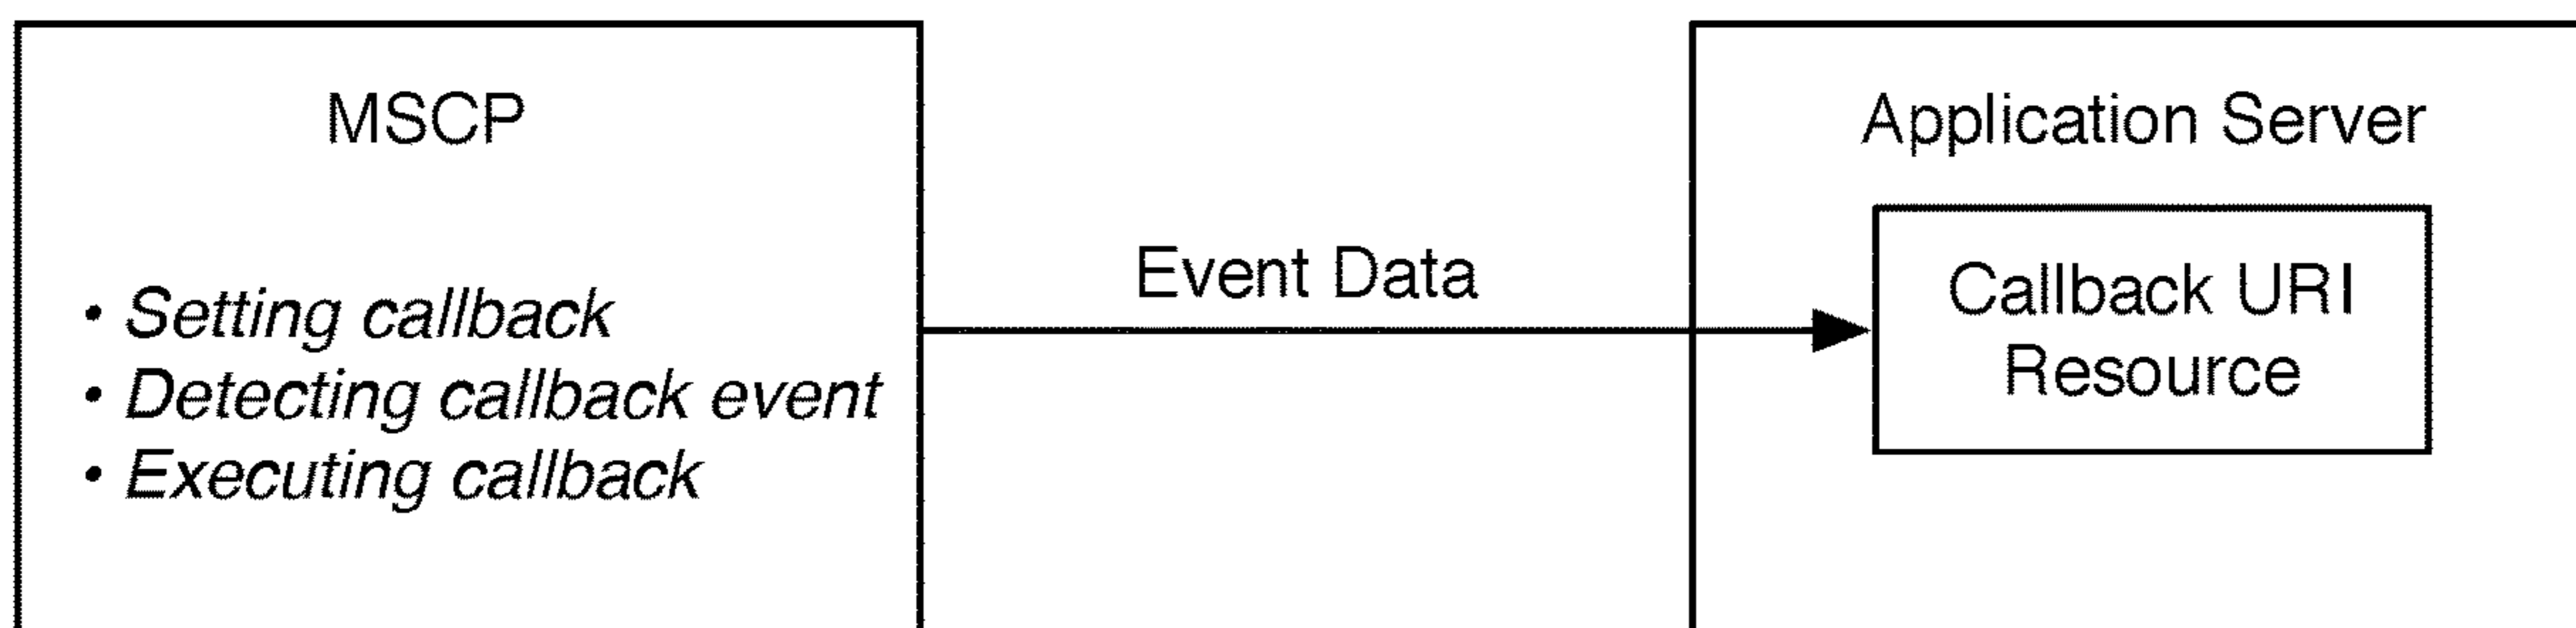 MSCP
• Setting callback
• Detecting callback event
• Executing callback
Event Data
Application Server
Callback URI
Resource